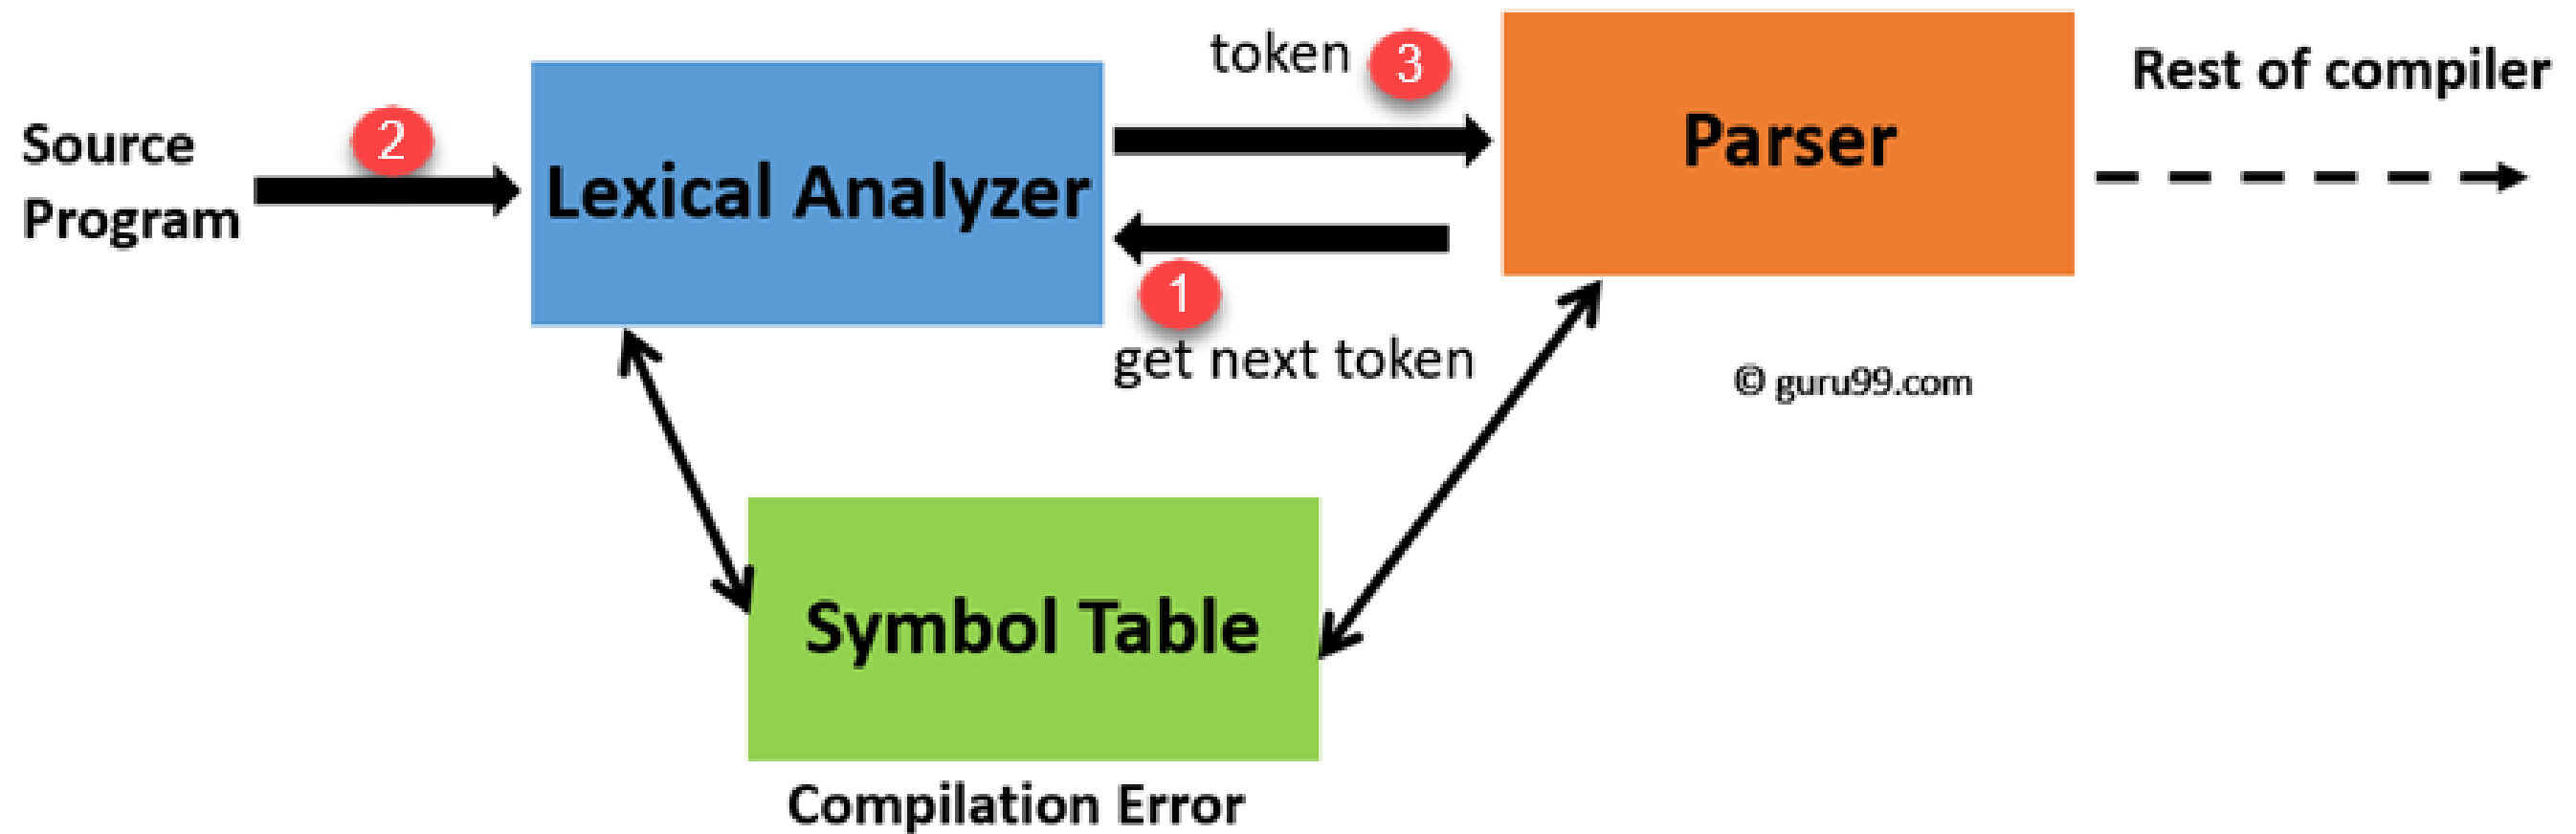 token 3
Rest of compiler
Source
Program
2
Lexical Analyzer
Parser
1
get next token
© guru99.com
Symbol Table
Compilation Error